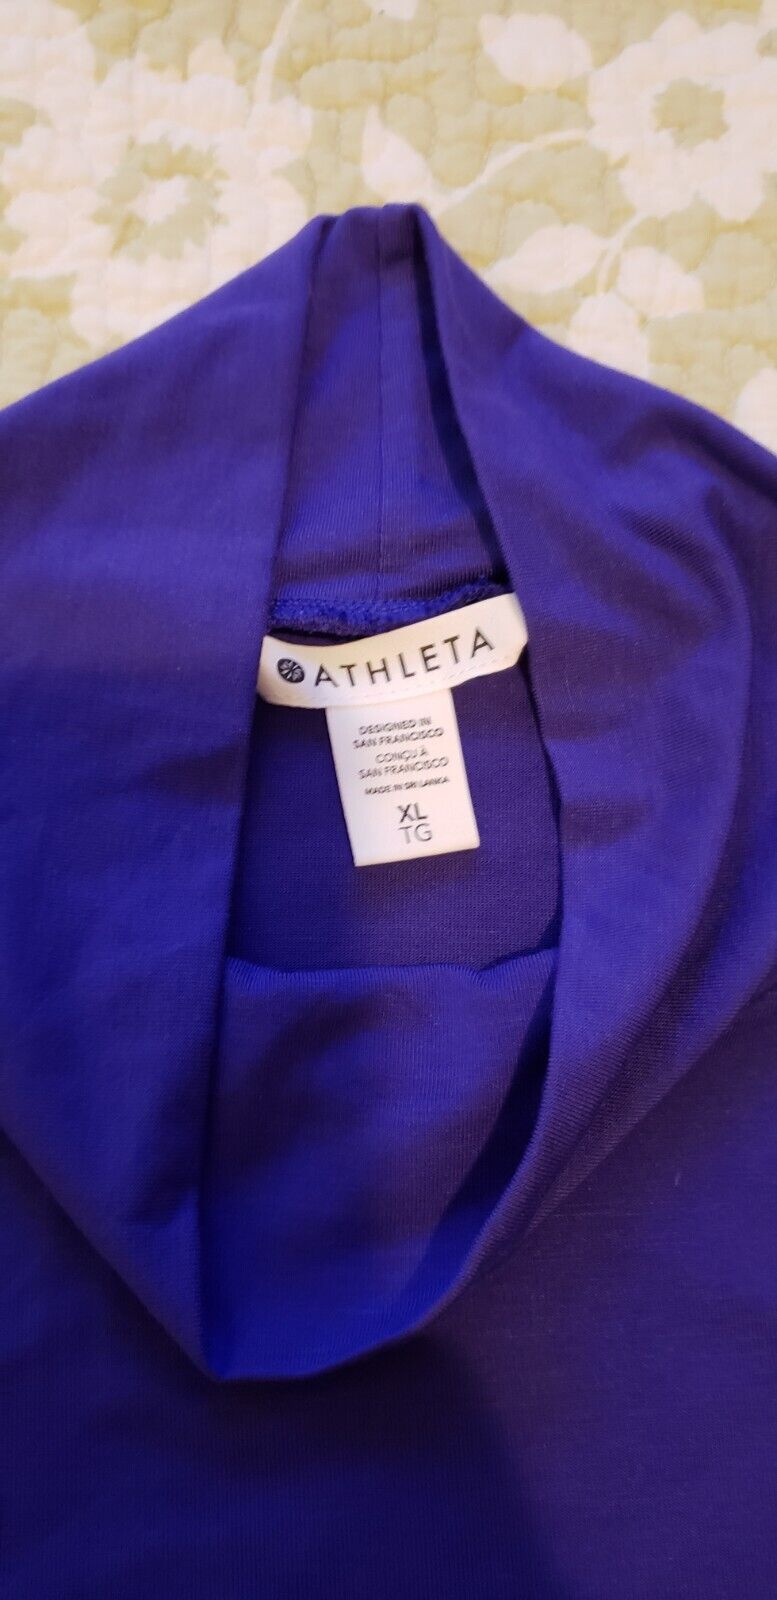 ATHLETA
DESIGNED IN
SAN FRANCISCO
CONÇU À
SAN FRANCISCO
MADE IN SRI LANKA
XL
TG